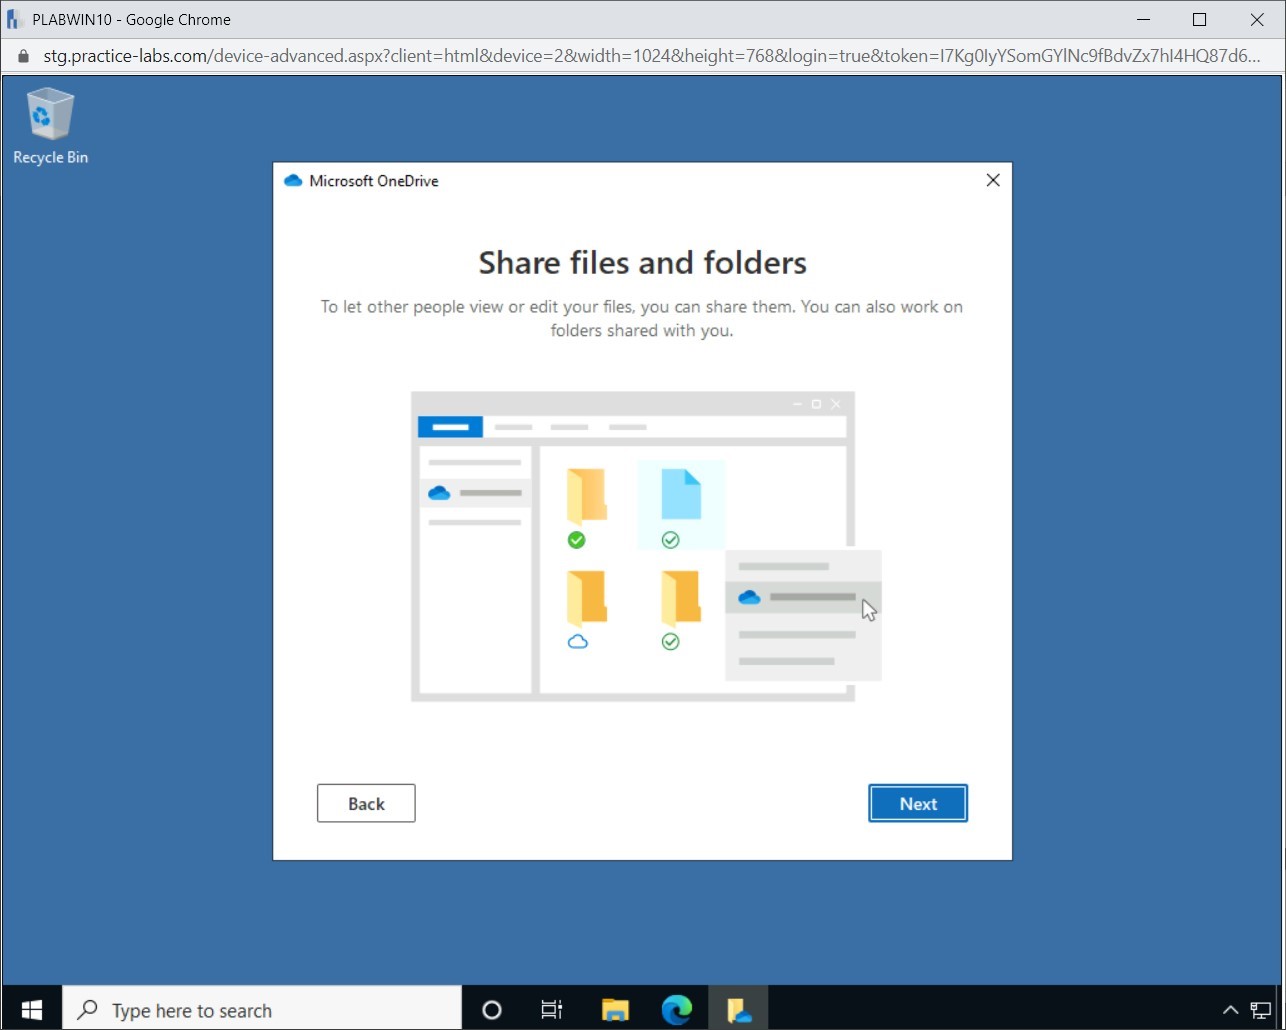 PLABWIN10 - Google Chrome
stg.practice-labs.com/device-advanced.aspx?client=html&device=2&width=1024&height=768&login=true&token=I7Kg0IyYSomGYlNc9fBdvZx7hI4HQ87d6...
Recycle Bin
Microsoft OneDrive
Share files and folders
To let other people view or edit your files, you can share them. You can also work on
folders shared with you.
Back
Next
Type here to search